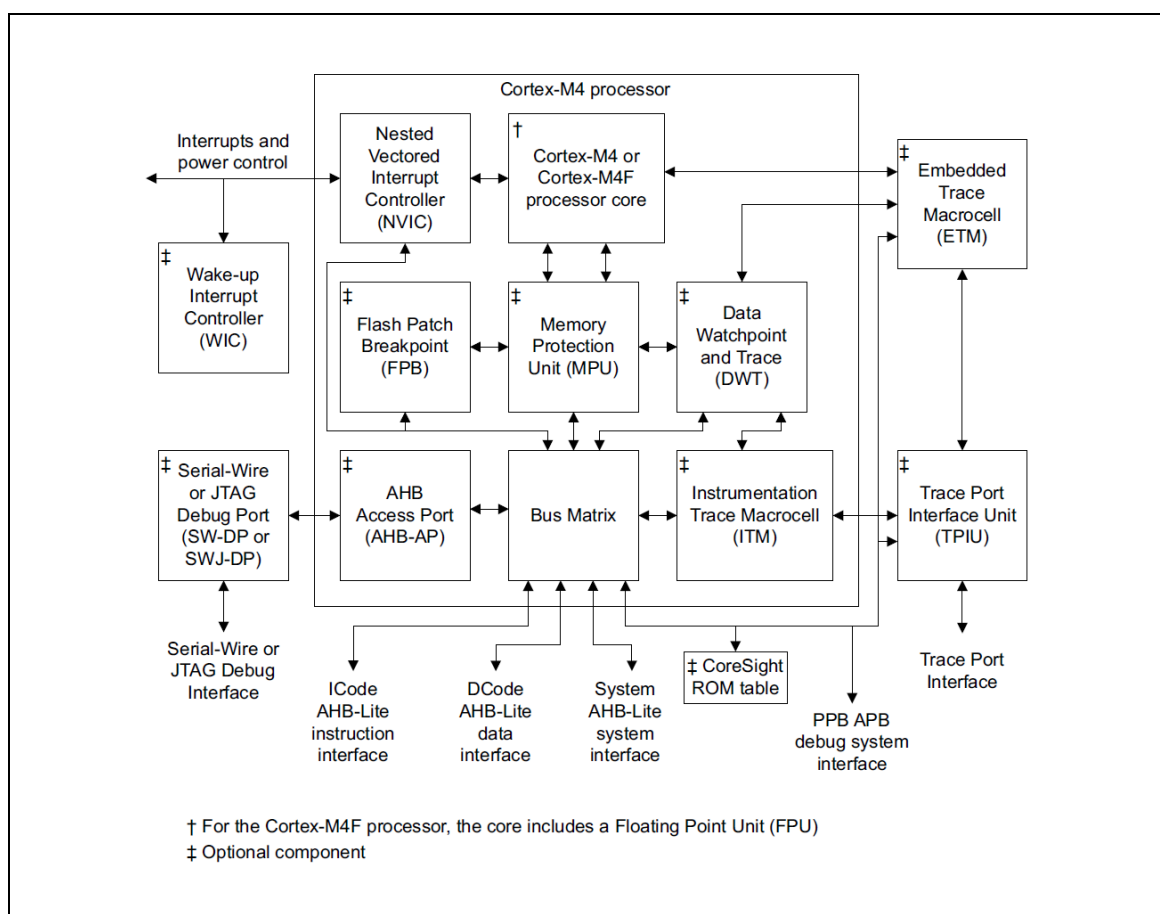 Cortex-M4 processor
Interrupts and
power control
Nested
Vectored
Interrupt
Controller
(NVIC)
†
Cortex-M4 or
Cortex-M4F
processor core
‡
Embedded
Trace
Macrocell
(ETM)
‡
Wake-up
Interrupt
Controller
(WIC)
‡
Flash Patch
Breakpoint
(FPB)
‡
Memory
Protection
Unit (MPU)
‡
Data
Watchpoint
and Trace
(DWT)
‡
Serial-Wire
or JTAG
Debug Port
(SW-DP or
SWJ-DP)
‡
AHB
Access Port
(AHB-AP)
Bus Matrix
‡
Instrumentation
Trace Macrocell
(ITM)
‡
Trace Port
Interface Unit
(TPIU)
Serial-Wire or
JTAG Debug
Interface
ICode
AHB-Lite
instruction
interface
DCode
AHB-Lite
data
interface
System
AHB-Lite
system
interface
‡ CoreSight
ROM table
PPB APB
debug system
interface
Trace Port
Interface
† For the Cortex-M4F processor, the core includes a Floating Point Unit (FPU)
‡ Optional component